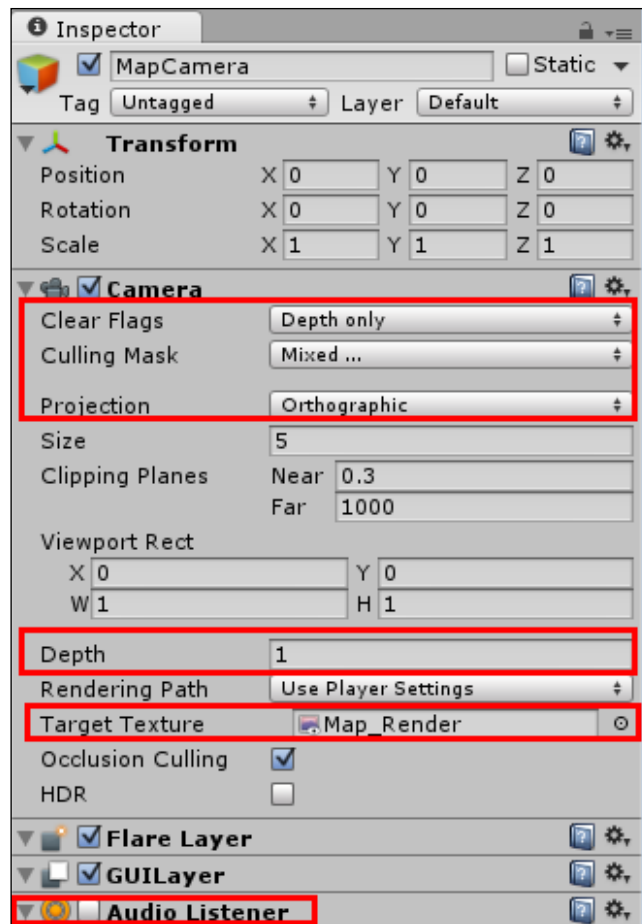 Inspector
MapCamera Static
Tag Untagged Layer Default
Transform
Position X 0 Y 0 Z 0
Rotation X 0 Y 0 Z 0
Scale X 1 Y 1 Z 1
Camera
Clear Flags Depth only
Culling Mask Mixed ...
Projection Orthographic
Size 5
Clipping Planes Near 0.3
Far 1000
Viewport Rect
X 0 Y 0
W 1 H 1
Depth 1
Rendering Path Use Player Settings
Target Texture Map_Render
Occlusion Culling
HDR
Flare Layer
GUILayer
Audio Listener